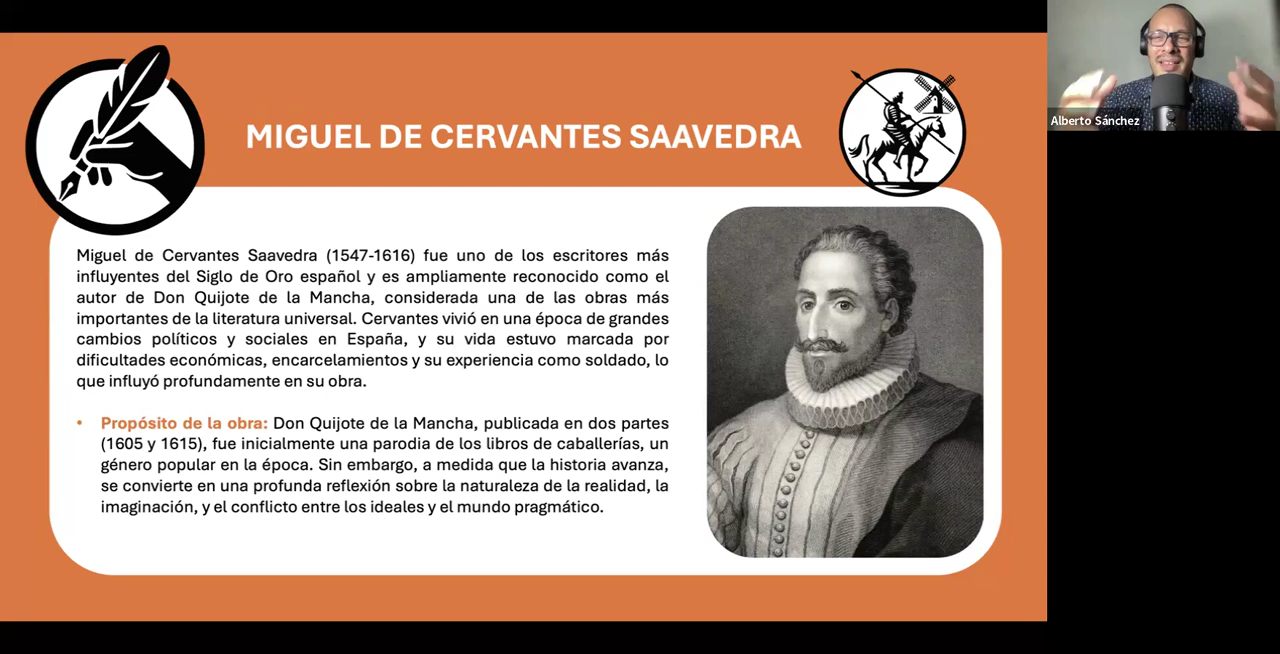 MIGUEL DE CERVANTES SAAVEDRA
Alberto Sánchez
Miguel de Cervantes Saavedra (1547-1616) fue uno de los escritores más
influyentes del Siglo de Oro español y es ampliamente reconocido como el
autor de Don Quijote de la Mancha, considerada una de las obras más
importantes de la literatura universal. Cervantes vivió en una época de grandes
cambios políticos y sociales en España, y su vida estuvo marcada por
dificultades económicas, encarcelamientos y su experiencia como soldado, lo
que influyó profundamente en su obra.
• Propósito de la obra: Don Quijote de la Mancha, publicada en dos partes
(1605 y 1615), fue inicialmente una parodia de los libros de caballerías, un
género popular en la época. Sin embargo, a medida que la historia avanza,
se convierte en una profunda reflexión sobre la naturaleza de la realidad, la
imaginación, y el conflicto entre los ideales y el mundo pragmático.